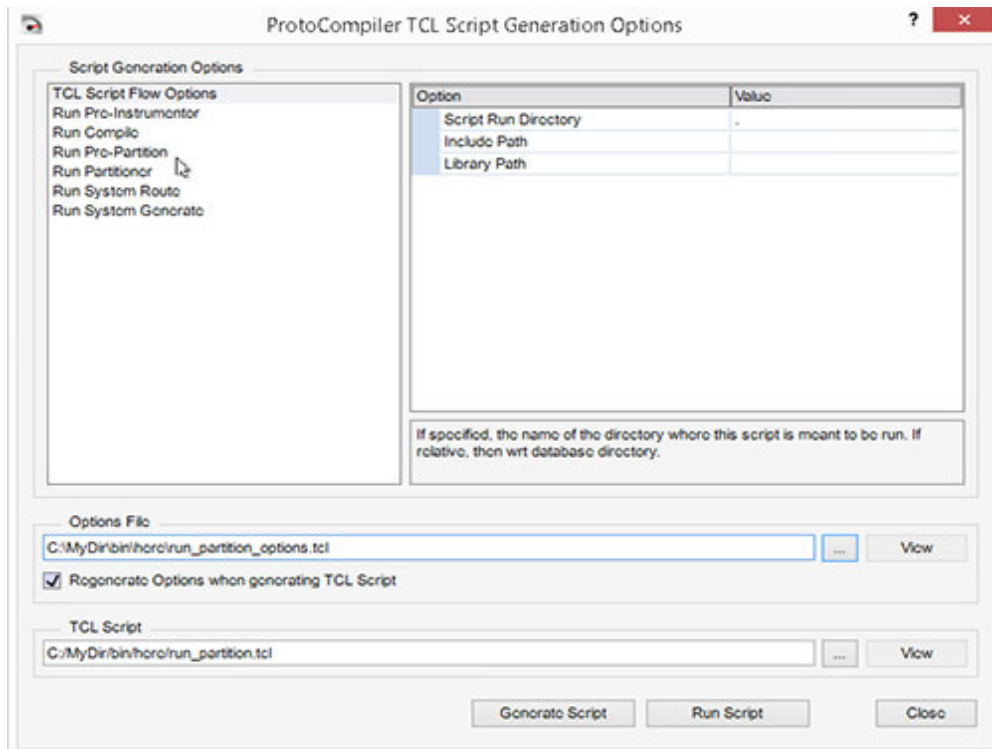 ProtoCompiler TCL Script Generation Options
?
Script Generation Options
TCL Script Flow Options
Run Pre-Instrumentor
Run Compile
Run Pre-Partition
Run Partitioner
Run System Route
Run System Generate
Option Value
Script Run Directory .
Include Path
Library Path
If specified, the name of the directory where this script is meant to be run. If
relative, then wrt database directory.
Options File
C:\MyDir\bin\here\run_partition_options.tcl
... View
Regenerate Options when generating TCL Script
TCL Script
C:/MyDir/bin/here/run_partition.tcl
... View
Generate Script Run Script Close